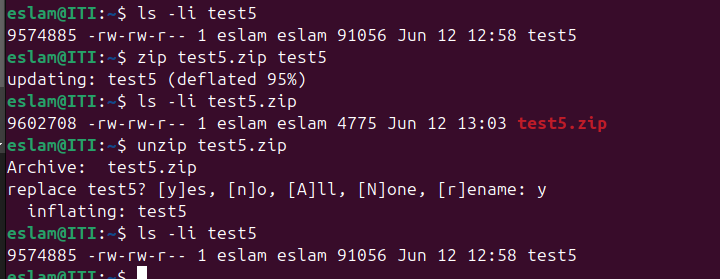 eslam@ITI:~$ ls -li test5
9574885 -rw-rw-r-- 1 eslam eslam 91056 Jun 12 12:58 test5
eslam@ITI:~$ zip test5.zip test5
updating: test5 (deflated 95%)
eslam@ITI:~$ ls -li test5.zip
9602708 -rw-rw-r-- 1 eslam eslam 4775 Jun 12 13:03 test5.zip
eslam@ITI:~$ unzip test5.zip
Archive:  test5.zip
replace test5? [y]es, [n]o, [A]ll, [N]one, [r]ename: y
  inflating: test5
eslam@ITI:~$ ls -li test5
9574885 -rw-rw-r-- 1 eslam eslam 91056 Jun 12 12:58 test5
eslam@ITI:~$